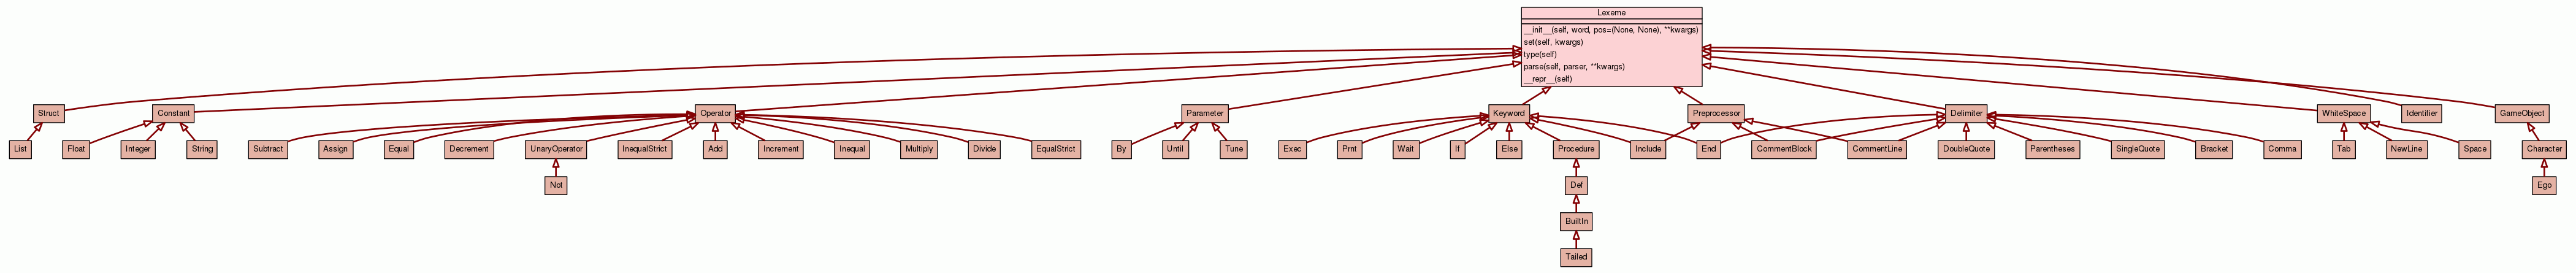 Lexeme
__init__(self, word, pos=(None, None), **kwargs)
set(self, kwargs)
type(self)
parse(self, parser, **kwargs)
__repr__(self)
Struct
Constant
Operator
Parameter
Keyword
Preprocessor
Delimiter
WhiteSpace
Identifier
GameObject
List
Float
Integer
String
Subtract
Assign
Equal
Decrement
UnaryOperator
InequalStrict
Add
Increment
Inequal
Multiply
Divide
EqualStrict
By
Until
Tune
Exec
Prnt
Wait
If
Else
Procedure
Include
End
CommentBlock
CommentLine
DoubleQuote
Parentheses
SingleQuote
Bracket
Comma
Tab
NewLine
Space
Character
Not
Def
Ego
BuiltIn
Tailed